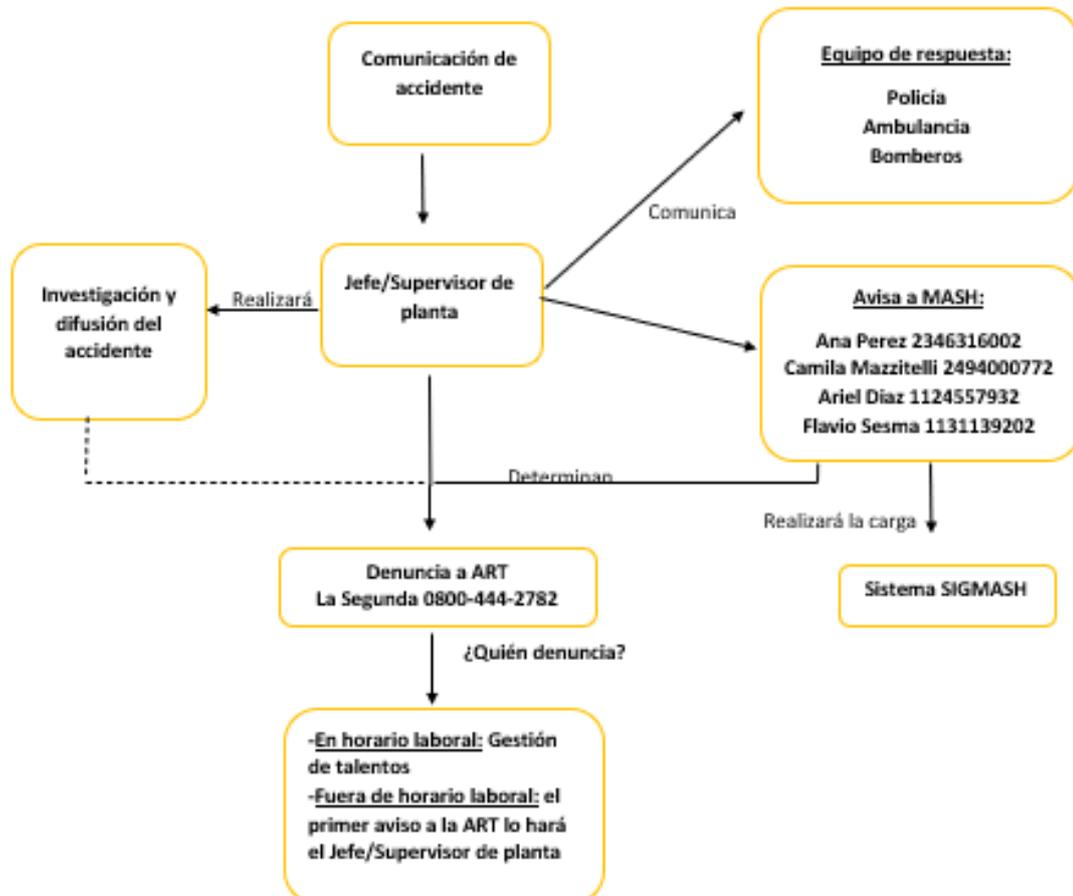 Comunicación de
accidente
Equipo de respuesta:
Policía
Ambulancia
Bomberos
Comunica
Investigación y
difusión del
accidente
Realizará
Jefe/Supervisor de
planta
Avisa a MASH:
Ana Perez 2346316002
Camila Mazzitelli 2494000772
Ariel Diaz 1124557932
Flavio Sesma 1131139202
Determinan
Realizará la carga
Denuncia a ART
La Segunda 0800-444-2782
Sistema SIGMASH
¿Quién denuncia?
-En horario laboral: Gestión
de talentos
-Fuera de horario laboral: el
primer aviso a la ART lo hará
el Jefe/Supervisor de planta